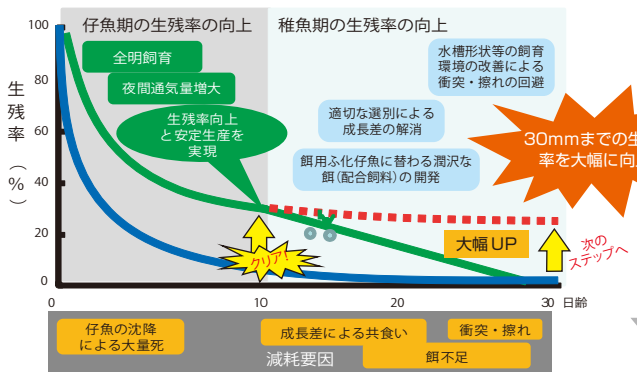 仔魚期の生残率の向上
稚魚期の生残率の向上
100
80
60
40
20
0
生残率(%)
全明飼育
夜間通気量増大
生残率向上
と安定生産を
実現
水槽形状等の飼育
環境の改善による
衝突・擦れの回避
適切な選別による
成長差の解消
餌用ふ化仔魚に替わる潤沢な
餌(配合飼料)の開発
30mmまでの生
率を大幅に向
クリア!
大幅UP
次の
ステップへ
0
10
20
30
日齢
仔魚の沈降
による大量死
成長差による共食い
衝突・擦れ
減耗要因
餌不足